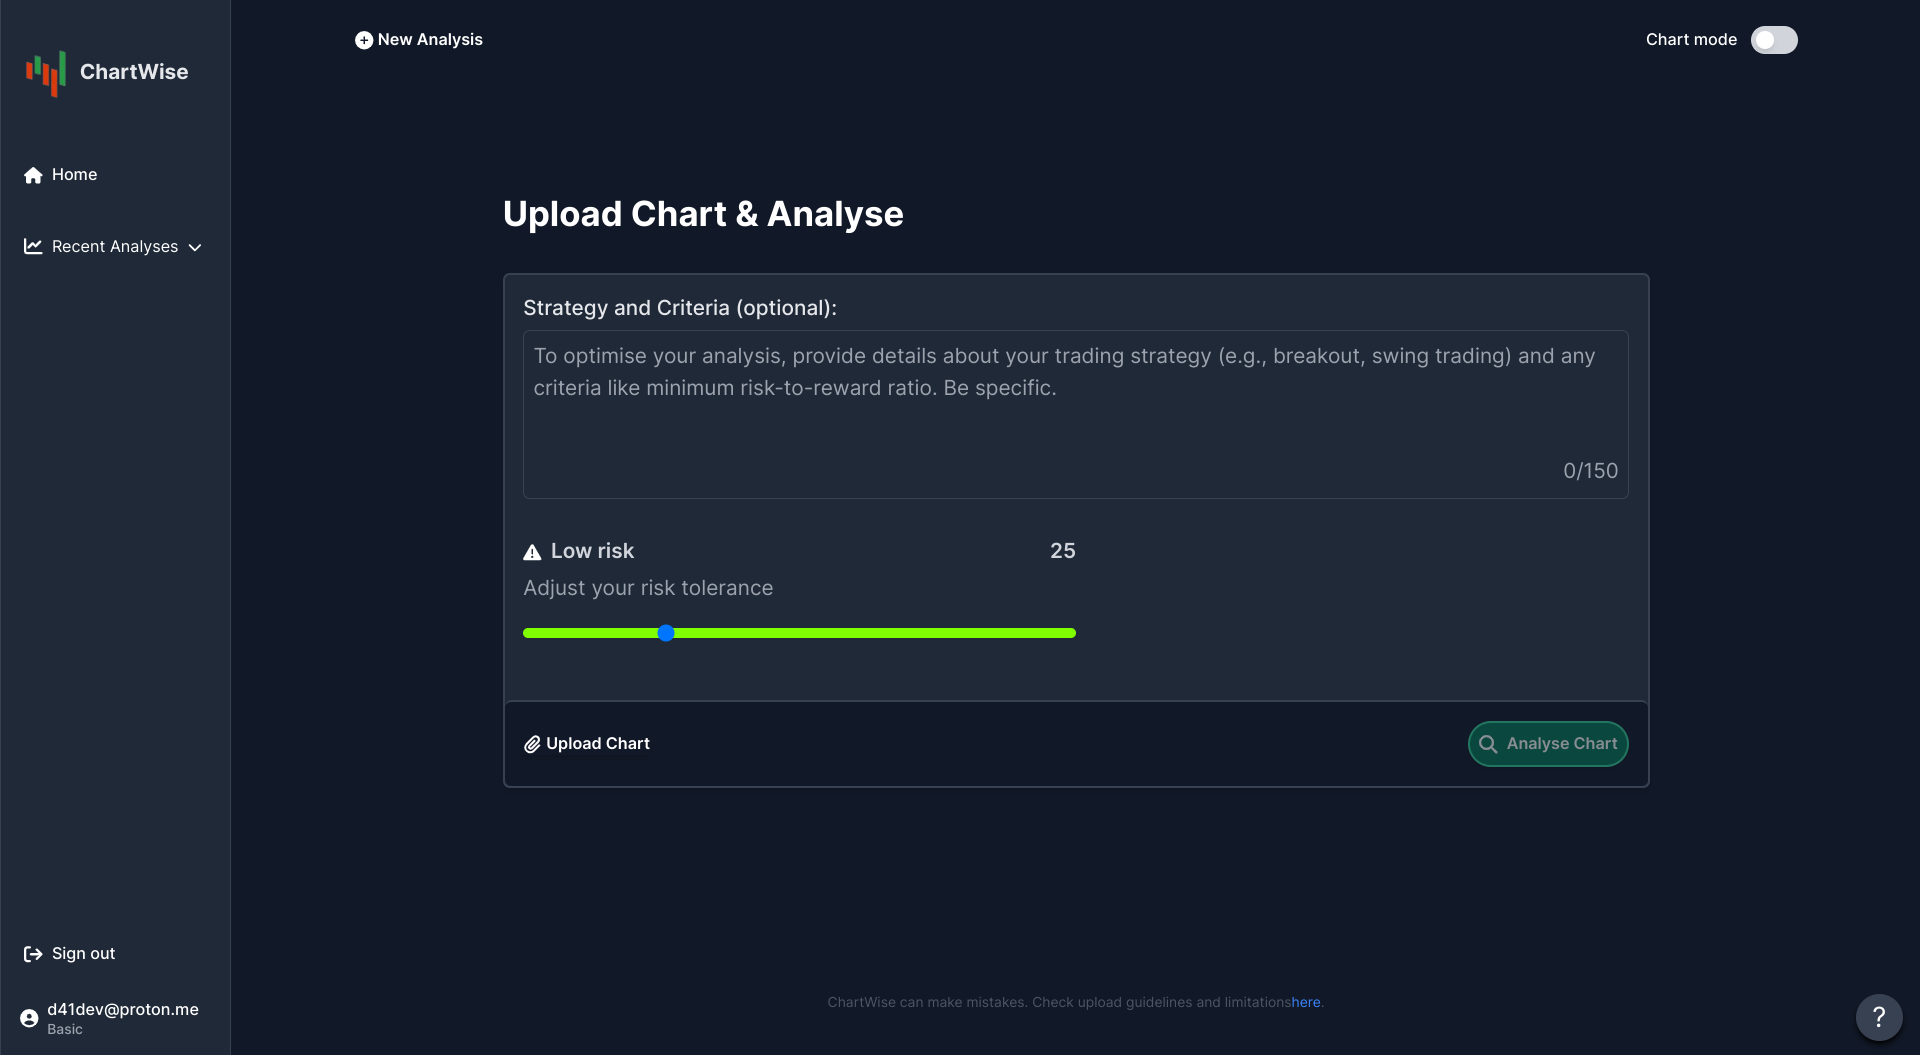 ChartWise
Home
Recent Analyses
Sign out
d41dev@proton.me
Basic
New Analysis
Chart mode
Upload Chart & Analyse
Strategy and Criteria (optional):
To optimise your analysis, provide details about your trading strategy (e.g., breakout, swing trading) and any
criteria like minimum risk-to-reward ratio. Be specific.
0/150
Low risk
25
Adjust your risk tolerance
Upload Chart
Analyse Chart
ChartWise can make mistakes. Check upload guidelines and limitationshere.
?